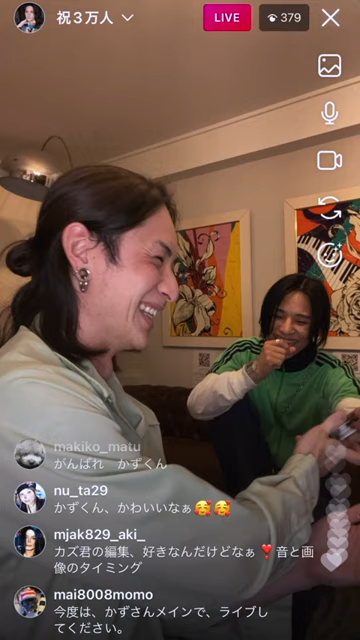 祝３万人
LIVE
379
makiko_matu
がんばれ　かずくん
nu_ta29
かずくん、かわいいなぁ🥰🥰
mjak829_aki_
カズ君の編集、好きなんだけどなぁ❣️音と画
像のタイミング
mai8008momo
今度は、かずさんメインで、ライブし
てください。